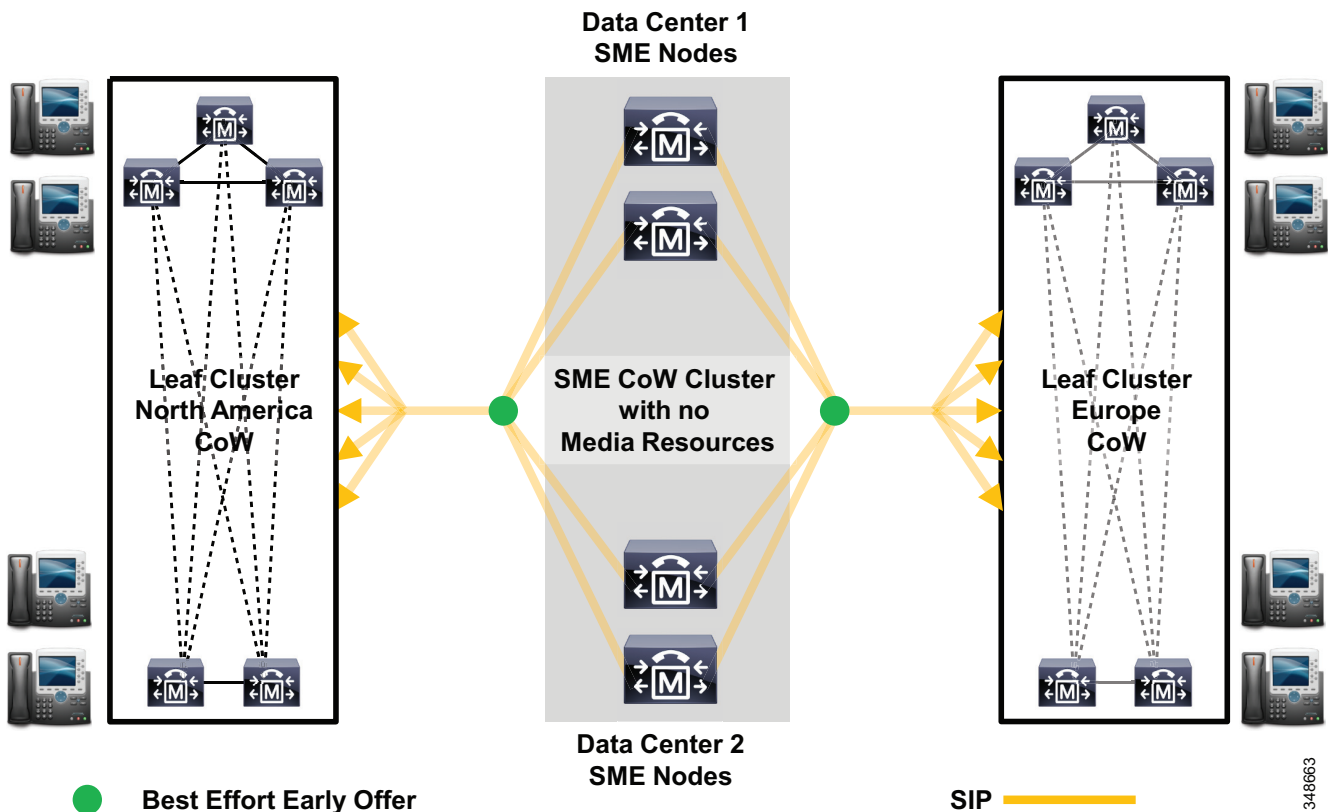 Data Center 1
SME Nodes
M
M
M
M
M
M
M
M
Leaf Cluster
North America
CoW
SME CoW Cluster
with no
Media Resources
Leaf Cluster
Europe
CoW
M
M
M
M
M
M
Data Center 2
SME Nodes
Best Effort Early Offer
SIP
348663